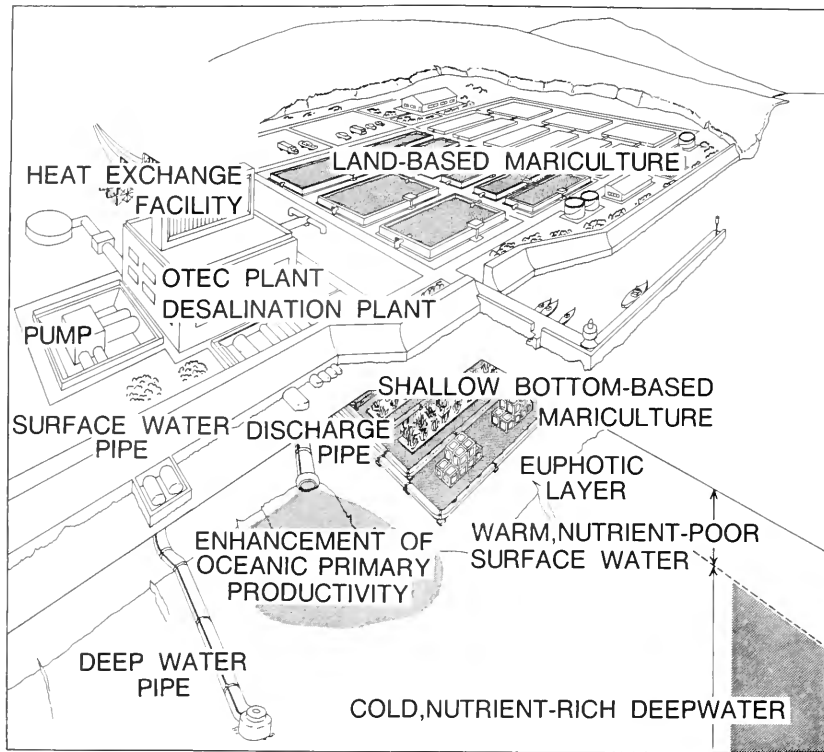 LAND-BASED MARICULTURE
HEAT EXCHANGE
FACILITY
OTEC PLANT
DESALINATION PLANT
PUMP
SURFACE WATER
PIPE
DISCHARGE
PIPE
SHALLOW BOTTOM-BASED
MARICULTURE
EUPHOTIC
LAYER
WARM,NUTRIENT-POOR
SURFACE WATER
ENHANCEMENT OF
OCEANIC PRIMARY
PRODUCTIVITY
DEEP WATER
PIPE
COLD,NUTRIENT-RICH DEEPWATER